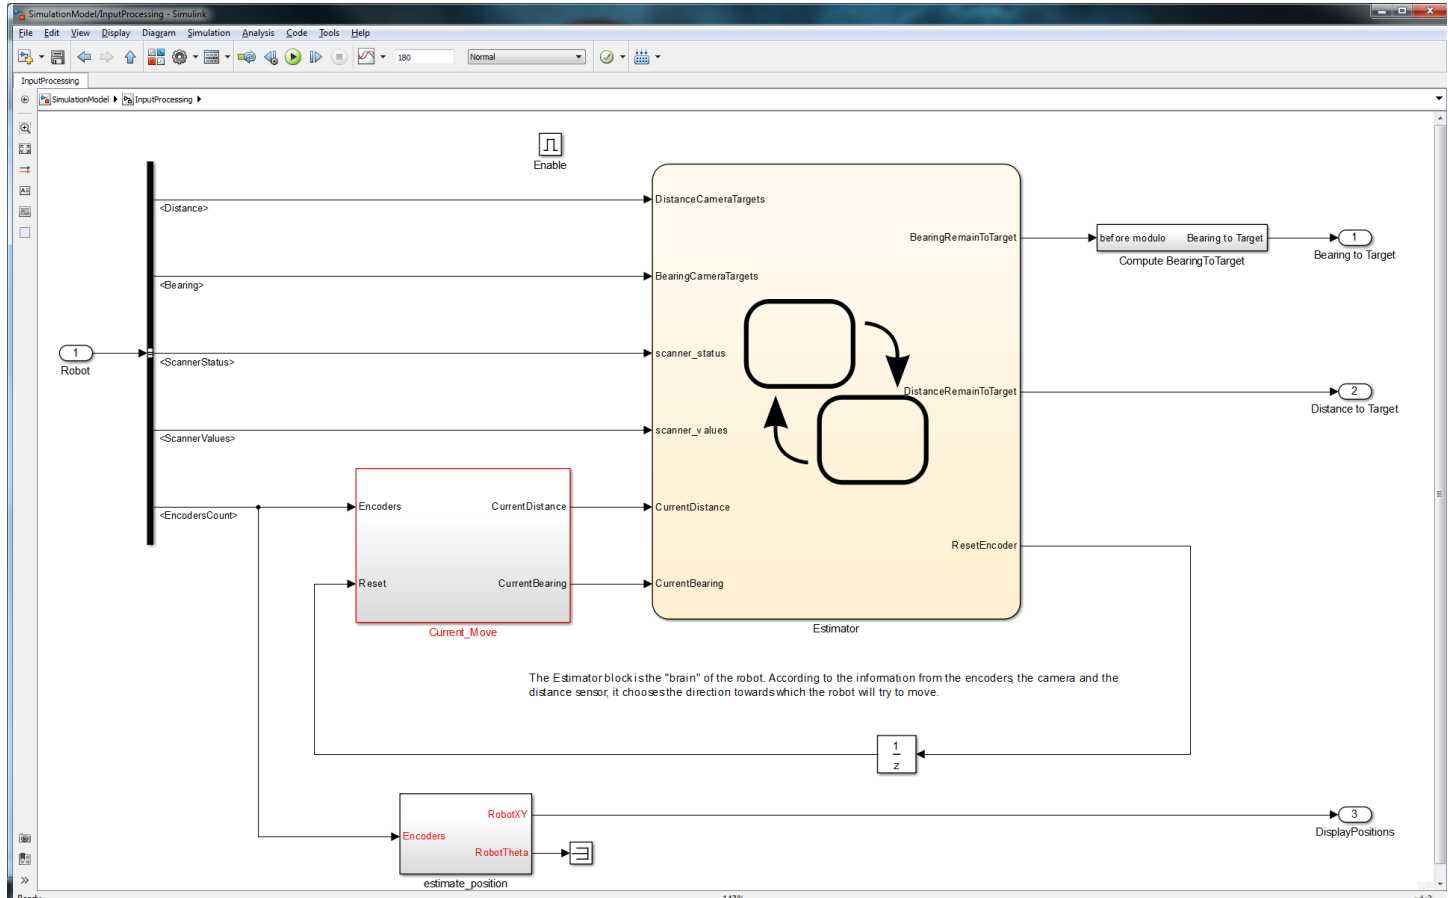 SimulationModel/InputProcessing - Simulink
File Edit View Display Diagram Simulation Analysis Code Tools Help
180 Normal
InputProcessing
SimulationModel InputProcessing
Enable
<Distance>
DistanceCameraTargets
BearingRemainToTarget
before modulo Bearing to Target
1
Compute BearingToTarget
Bearing to Target
<Bearing>
BearingCameraTargets
1
Robot
<ScannerStatus>
scanner_status
DistanceRemainToTarget
2
Distance to Target
<ScannerValues>
scanner_values
<EncodersCount>
Encoders CurrentDistance
CurrentDistance
ResetEncoder
Reset CurrentBearing
CurrentBearing
Current_Move
Estimator
The Estimator block is the "brain" of the robot. According to the information from the encoders, the camera and the
distance sensor, it chooses the direction towards which the robot will try to move.
1
z
RobotXY
3
DisplayPositions
Encoders
RobotTheta
estimate_position
Ready 147%